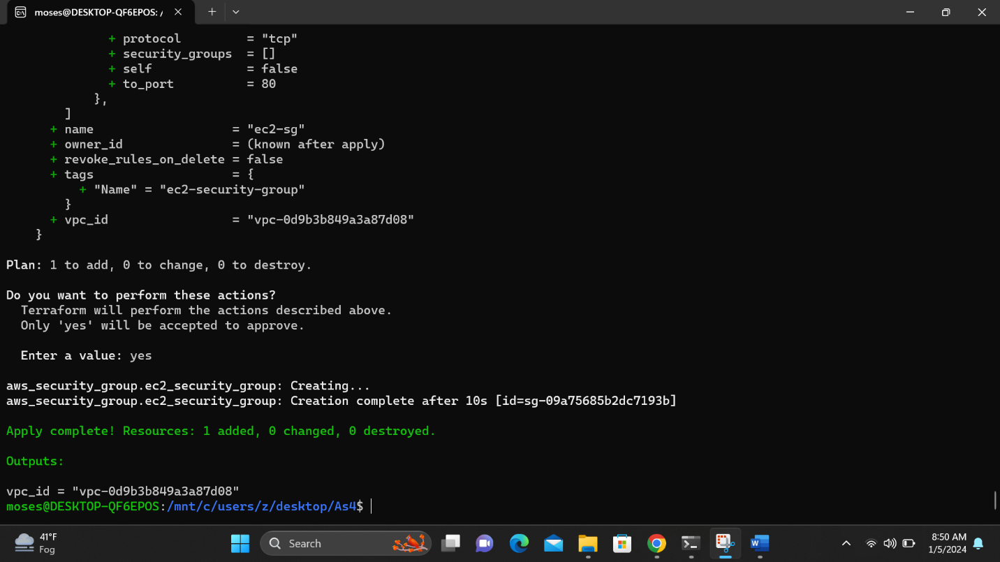 moses@DESKTOP-QF6EPOS: /
+ protocol = "tcp"
+ security_groups = []
+ self = false
+ to_port = 80
},
]
+ name = "ec2-sg"
+ owner_id = (known after apply)
+ revoke_rules_on_delete = false
+ tags = {
+ "Name" = "ec2-security-group"
}
+ vpc_id = "vpc-0d9b3b849a3a87d08"
}
Plan: 1 to add, 0 to change, 0 to destroy.
Do you want to perform these actions?
Terraform will perform the actions described above.
Only 'yes' will be accepted to approve.
Enter a value: yes
aws_security_group.ec2_security_group: Creating...
aws_security_group.ec2_security_group: Creation complete after 10s [id=sg-09a75685b2dc7193b]
Apply complete! Resources: 1 added, 0 changed, 0 destroyed.
Outputs:
vpc_id = "vpc-0d9b3b849a3a87d08"
moses@DESKTOP-QF6EPOS:/mnt/c/users/z/desktop/As4$
41°F
Fog
Search
8:50 AM
1/5/2024